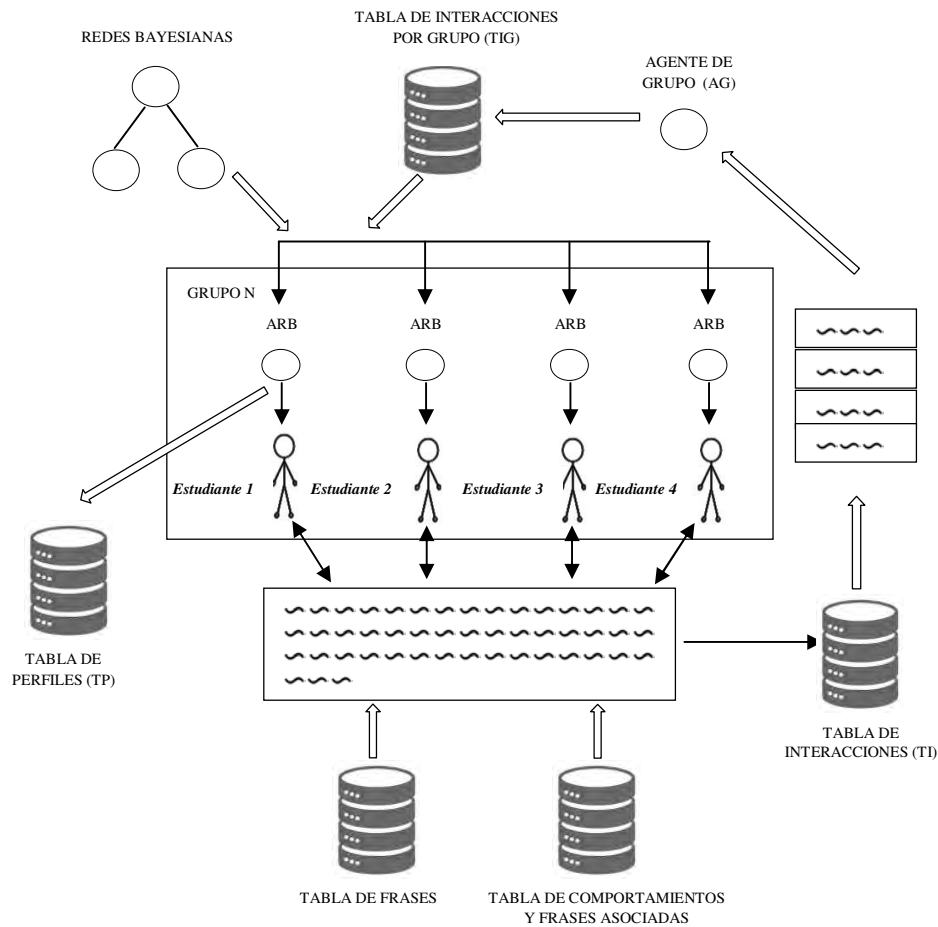 TABLA DE INTERACCIONES
POR GRUPO (TIG)
REDES BAYESIANAS
AGENTE DE
GRUPO (AG)
GRUPO N
ARB ARB ARB ARB
Estudiante 1 Estudiante 2 Estudiante 3 Estudiante 4
TABLA DE
PERFILES (TP)
TABLA DE
INTERACCIONES (TI)
TABLA DE FRASES
TABLA DE COMPORTAMIENTOS
Y FRASES ASOCIADAS